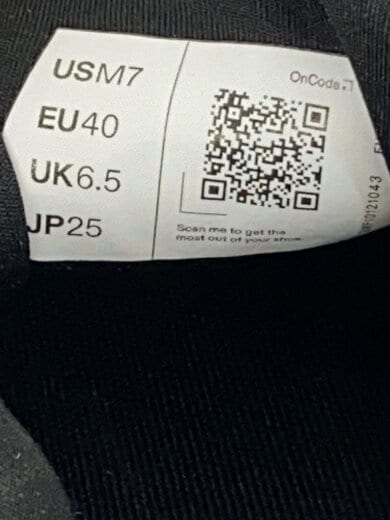 USM7
EU40
UK6.5
JP25
OnCode.
Scan me to get the
most out of your shoe.